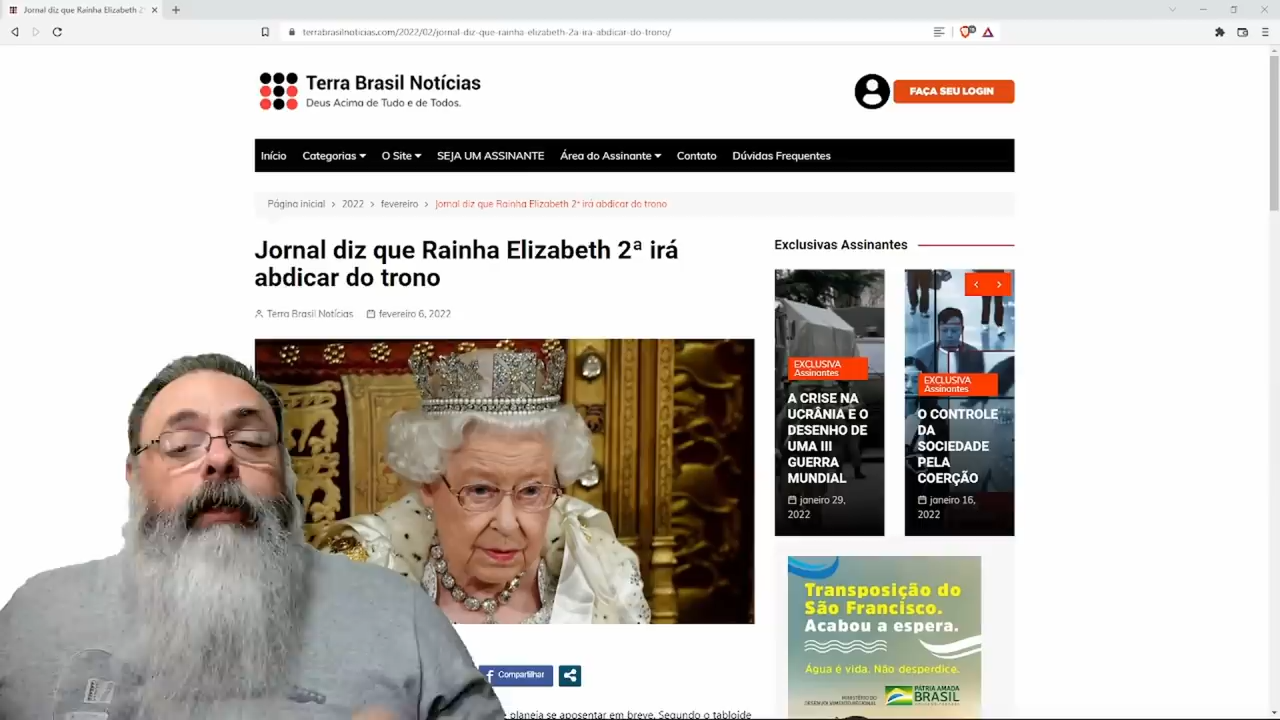 Jornal diz que Rainha Elizabeth 2ª
terrabrasilnoticias.com/2022/02/jornal-diz-que-rainha-elizabeth-2a-ira-abdicar-do-trono/
Terra Brasil Notícias
Deus Acima de Tudo e de Todos.
FAÇA SEU LOGIN
Início Categorias O Site SEJA UM ASSINANTE Área do Assinante Contato Dúvidas Frequentes
Página inicial > 2022 > fevereiro > Jornal diz que Rainha Elizabeth 2ª irá abdicar do trono
Jornal diz que Rainha Elizabeth 2ª irá
abdicar do trono
Terra Brasil Notícias fevereiro 6, 2022
Compartilhar
planeja se aposentar em breve. Segundo o tabloide
Exclusivas Assinantes
EXCLUSIVA
Assinantes
A CRISE NA
UCRÂNIA E O
DESENHO DE
UMA III
GUERRA
MUNDIAL
janeiro 29,
2022
EXCLUSIVA
Assinantes
O CONTROLE
DA
SOCIEDADE
PELA
COERÇÃO
janeiro 16,
2022
Transposição do
São Francisco.
Acabou a espera.
Água é vida. Não desperdice.
MINISTÉRIO DO
DESENVOLVIMENTO REGIONAL
PÁTRIA AMADA
BRASIL